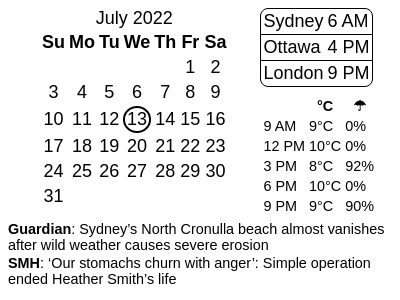 July 2022
Su Mo Tu We Th Fr Sa
1 2
3 4 5 6 7 8 9
10 11 12 13 14 15 16
17 18 19 20 21 22 23
24 25 26 27 28 29 30
31
Sydney 6 AM
Ottawa 4 PM
London 9 PM
°C ☂
9 AM 9°C 0%
12 PM 10°C 0%
3 PM 8°C 92%
6 PM 10°C 0%
9 PM 9°C 90%
Guardian: Sydney's North Cronulla beach almost vanishes
after wild weather causes severe erosion
SMH: ‘Our stomachs churn with anger’: Simple operation
ended Heather Smith’s life